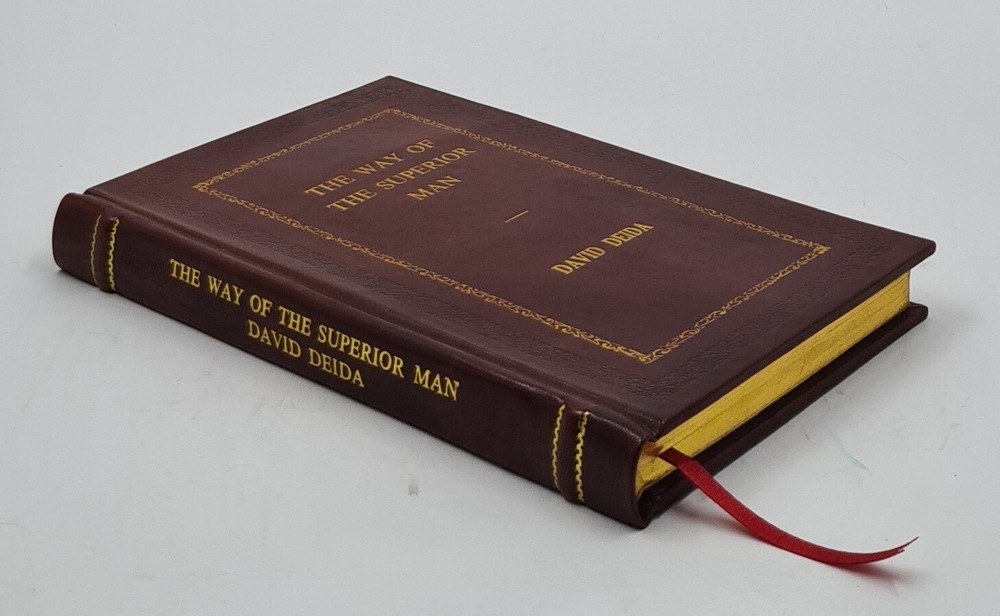 THE WAY OF
THE SUPERIOR
MAN
DAVID DEIDA
THE WAY OF THE SUPERIOR MAN
DAVID DEIDA